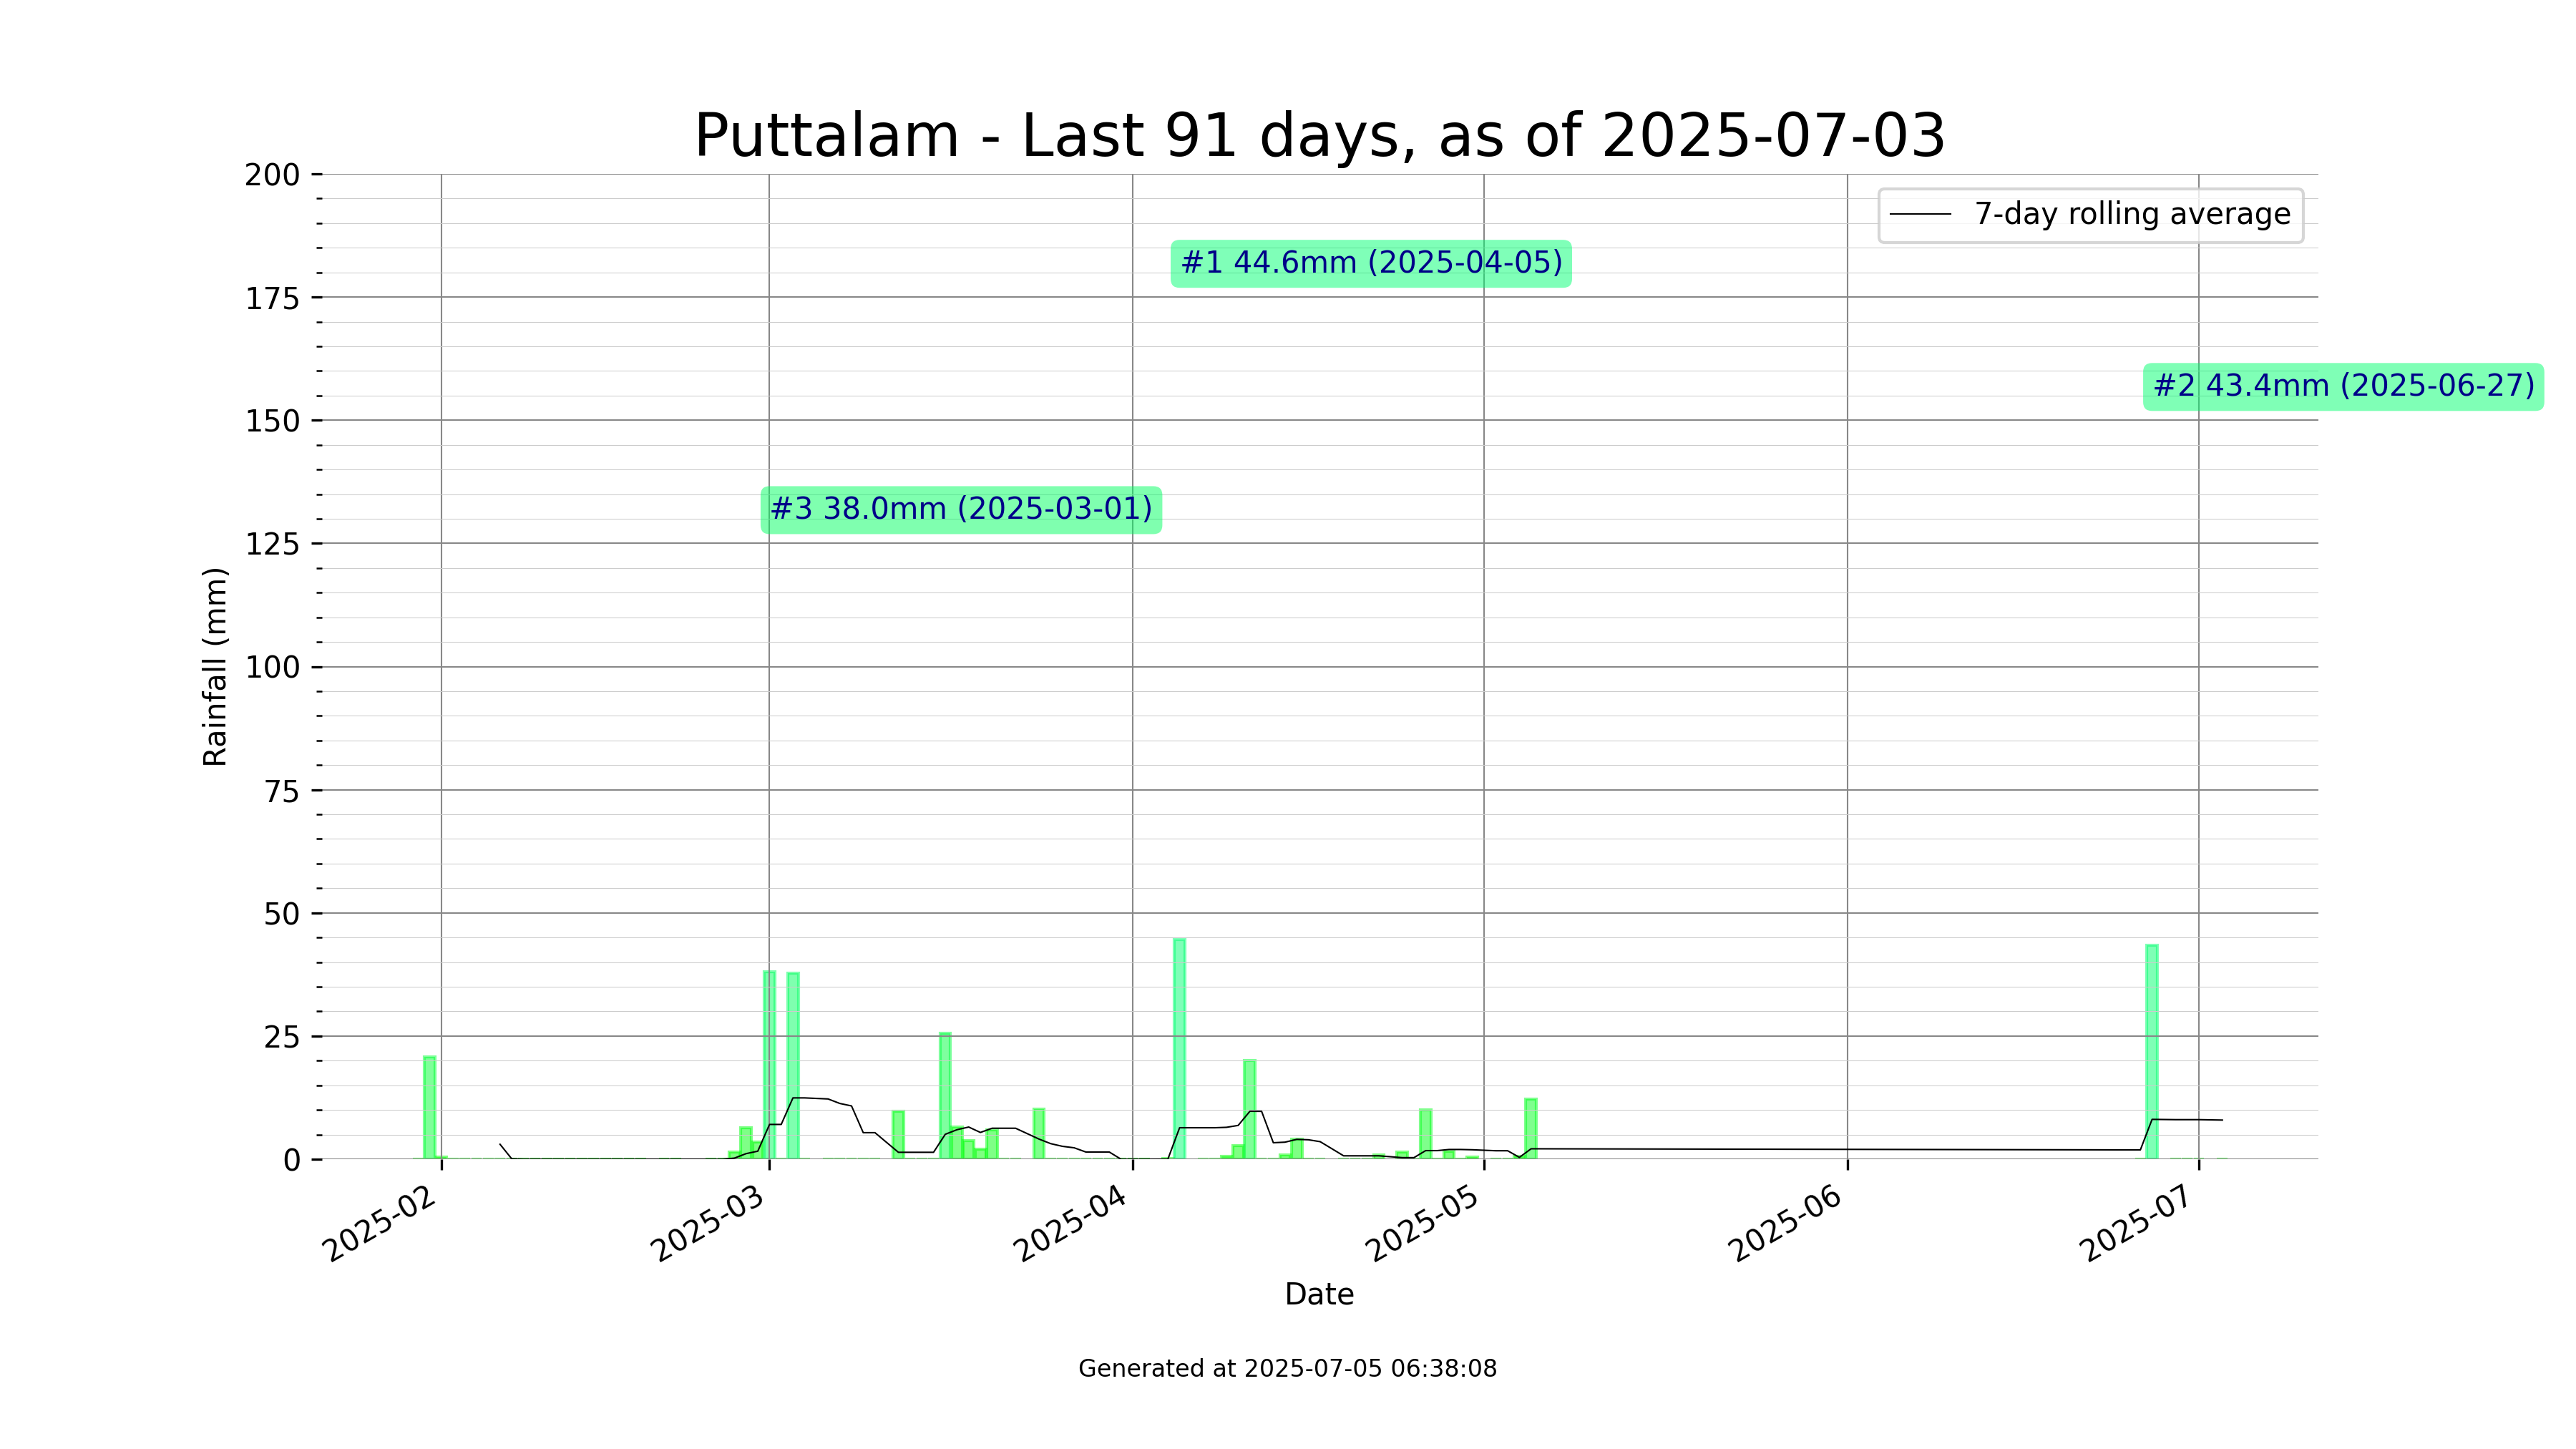 Puttalam - Last 91 days, as of 2025-07-03
200
175
150
125
100
75
50
25
0
Rainfall (mm)
7-day rolling average
#1 44.6mm (2025-04-05)
#2 43.4mm (2025-06-27)
#3 38.0mm (2025-03-01)
2025-02
2025-03
2025-04
2025-05
2025-06
2025-07
Date
Generated at 2025-07-05 06:38:08